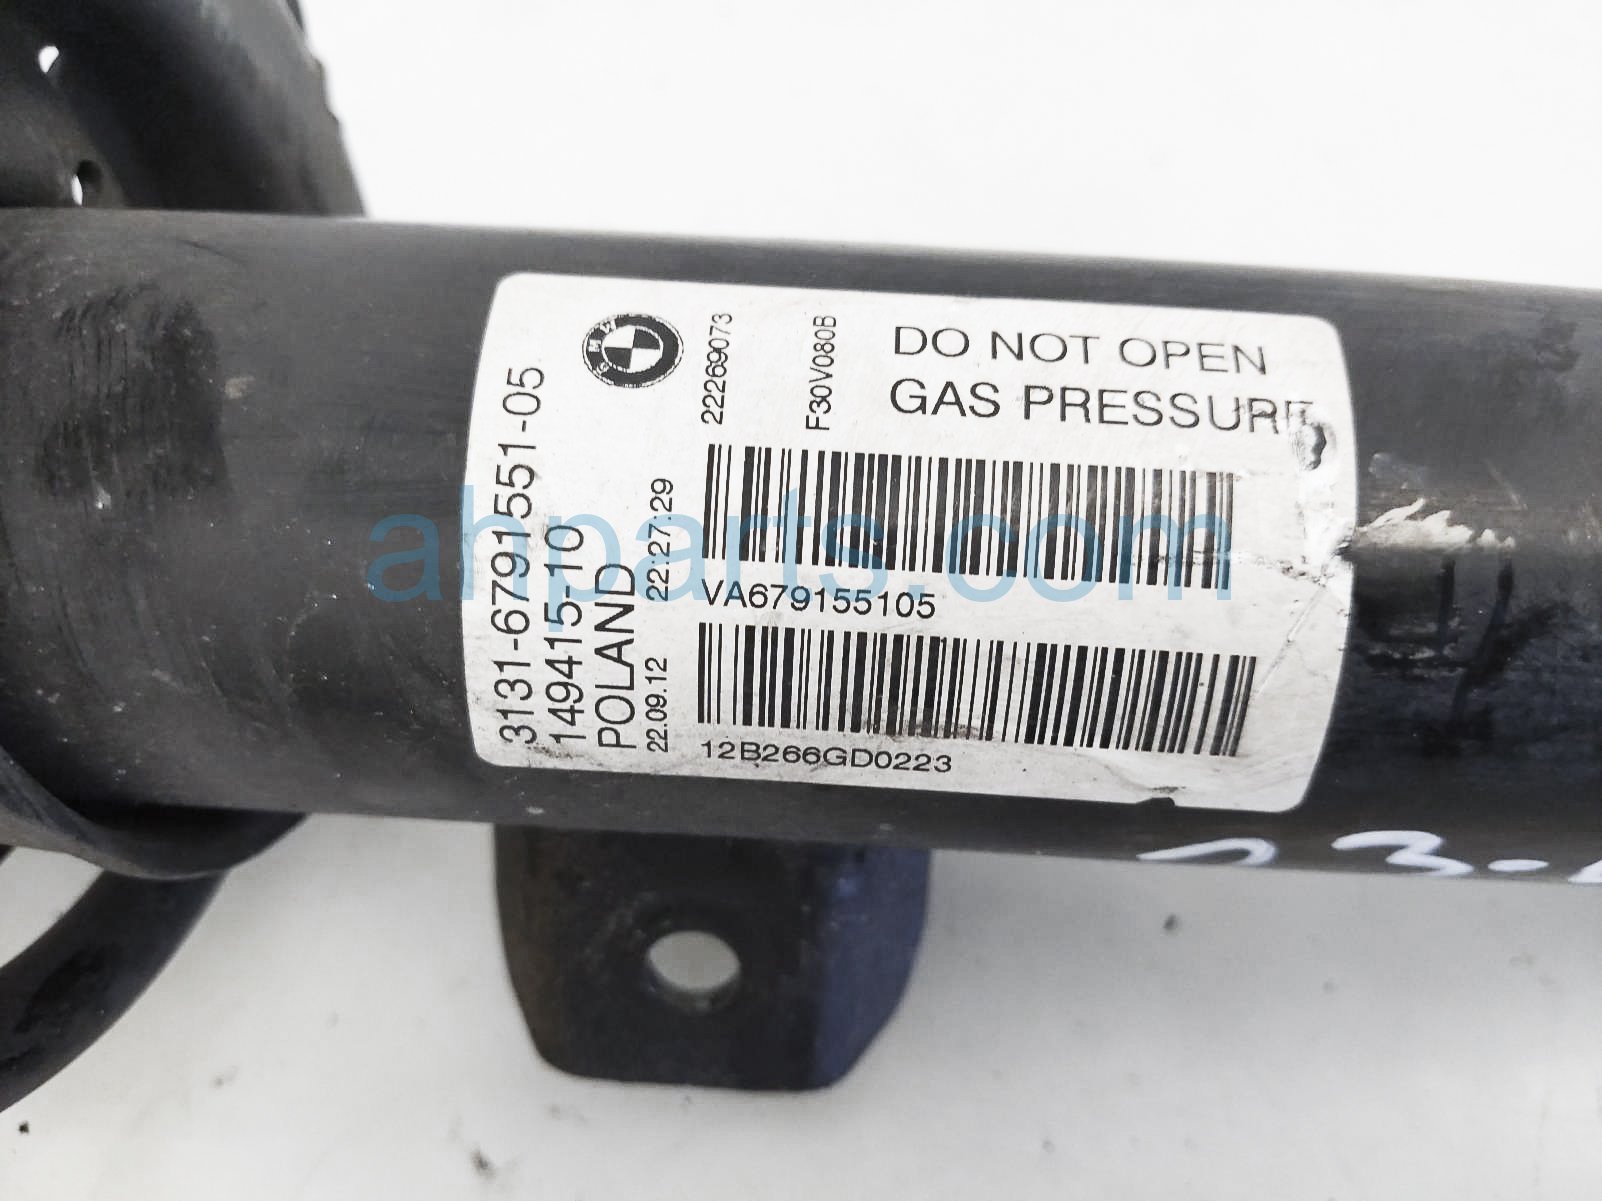 DO NOT OPEN
GAS PRESSURE
22269073
F30V080B
3131-6791551-05
149415-10
POLAND
22.09.12 22:27:29
VA679155105
12B266GD0223
BMW
ahparts.com